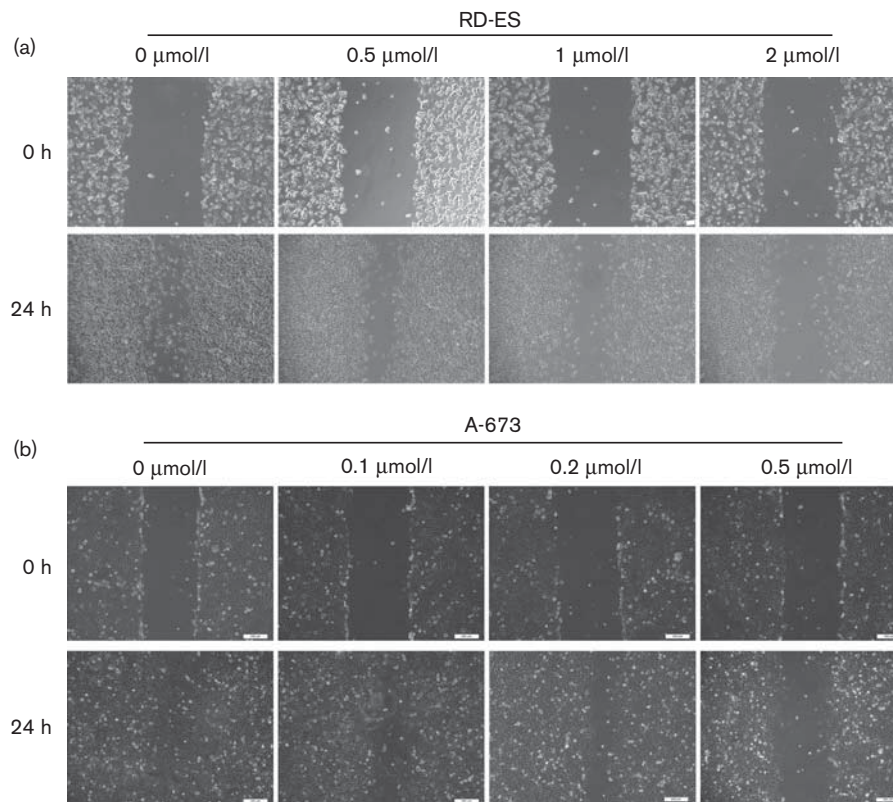 RD-ES
(a)
0 μmol/l 0.5 μmol/l 1 μmol/l 2 μmol/l
0 h
24 h
A-673
(b)
0 μmol/l 0.1 μmol/l 0.2 μmol/l 0.5 μmol/l
0 h
24 h